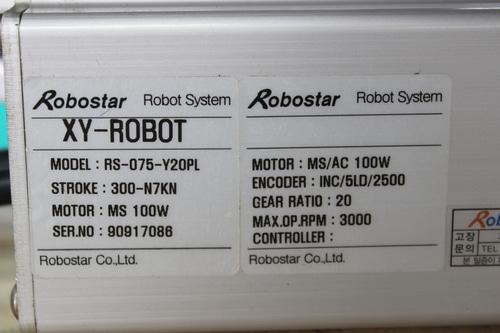 Robostar Robot System
XY-ROBOT
MODEL : RS-075-Y20PL
STROKE : 300-N7KN
MOTOR : MS 100W
SER.NO : 90917086
Robostar Co.,Ltd.
Robostar Robot System
MOTOR : MS/AC 100W
ENCODER : INC/5LD/2500
GEAR RATIO : 20
MAX.OP.RPM : 3000
CONTROLLER :
Robostar Co.,Ltd.
고장
문의 TEL